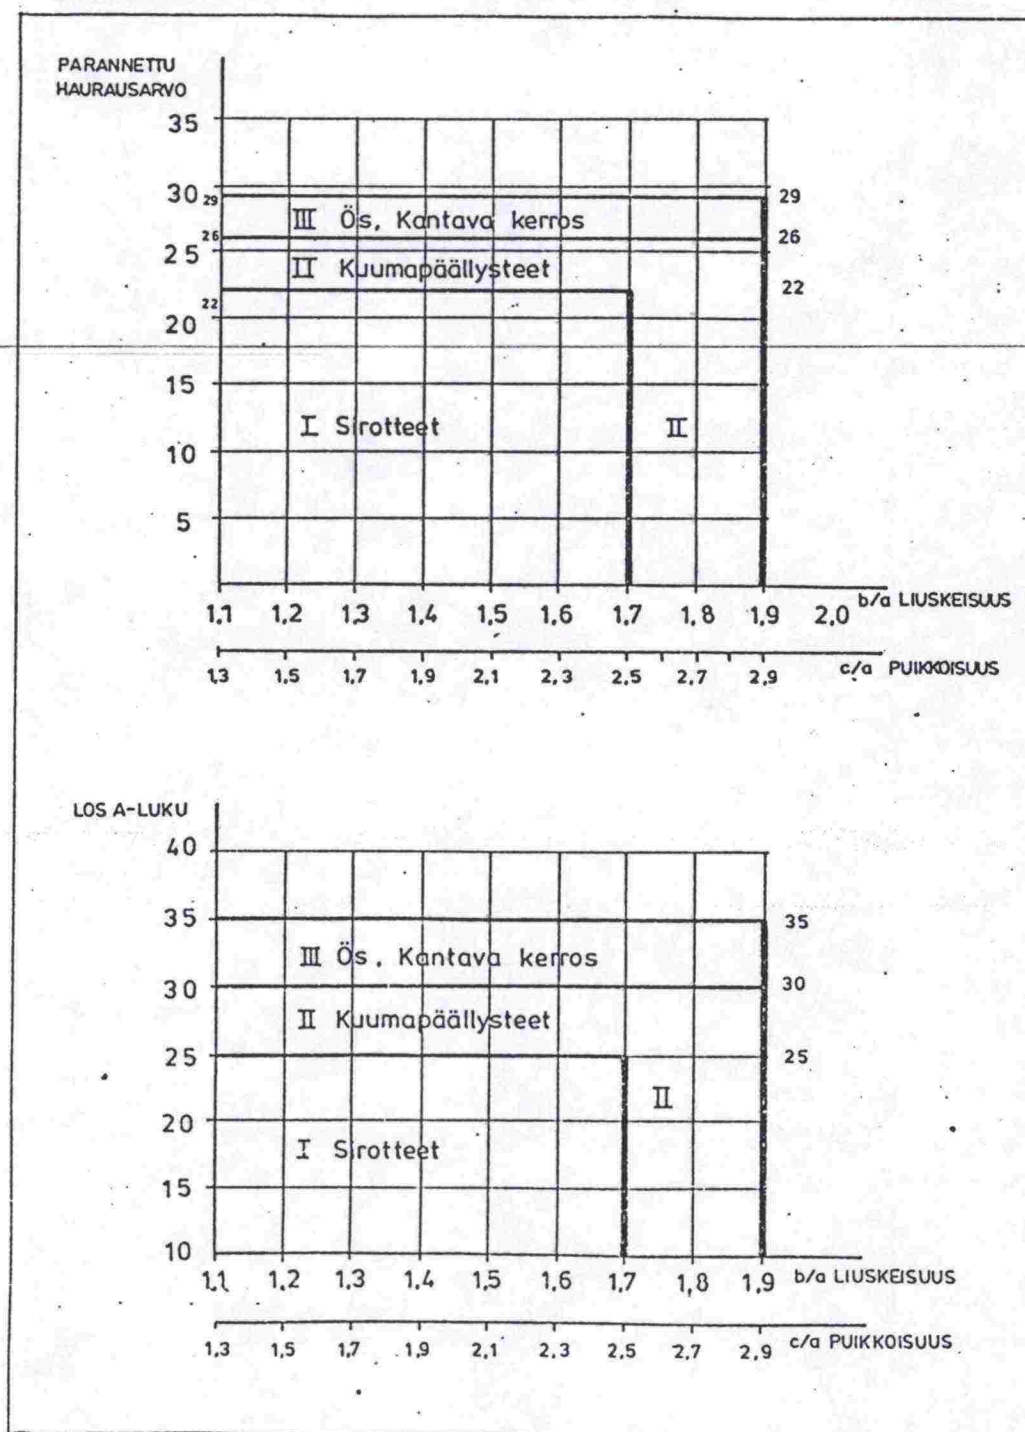 PARANNETTU
HAURAUSARVO
35
30
29 29
III Ös. Kantava kerros
26 26
25
II Kuumapäällysteet
22 22
20
15
I Sirotteet II
10
5
1,1 1,2 1,3 1,4 1,5 1,6 1,7 1,8 1,9 2,0 b/a LIUSKEISUUS
1,3 1,5 1,7 1,9 2,1 2,3 2,5 2,7 2,9 c/a PUIKKOISUUS
LOS A-LUKU
40
35 35
III Ös. Kantava kerros
30 30
II Kuumapäällysteet
25 25
II
20
I Sirotteet
15
10
1,1 1,2 1,3 1,4 1,5 1,6 1,7 1,8 1,9 b/a LIUSKEISUUS
1,3 1,5 1,7 1,9 2,1 2,3 2,5 2,7 2,9 c/a PUIKKOISUUS